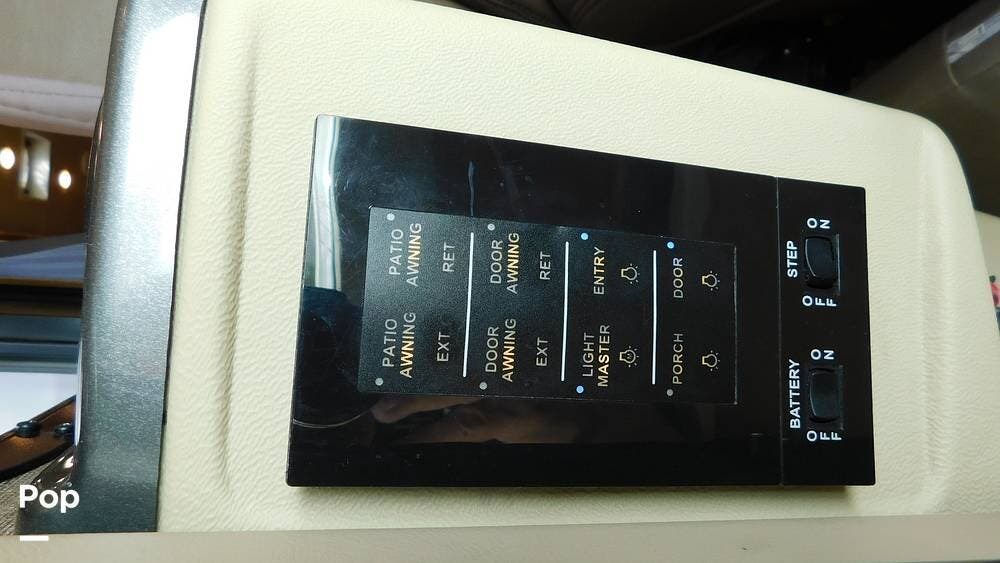 PATIO
AWNING
EXT
PATIO
AWNING
RET
DOOR
AWNING
EXT
DOOR
AWNING
RET
LIGHT
MASTER
ENTRY
PORCH
DOOR
BATTERY
OFF
ON
STEP
OFF
ON
Pop